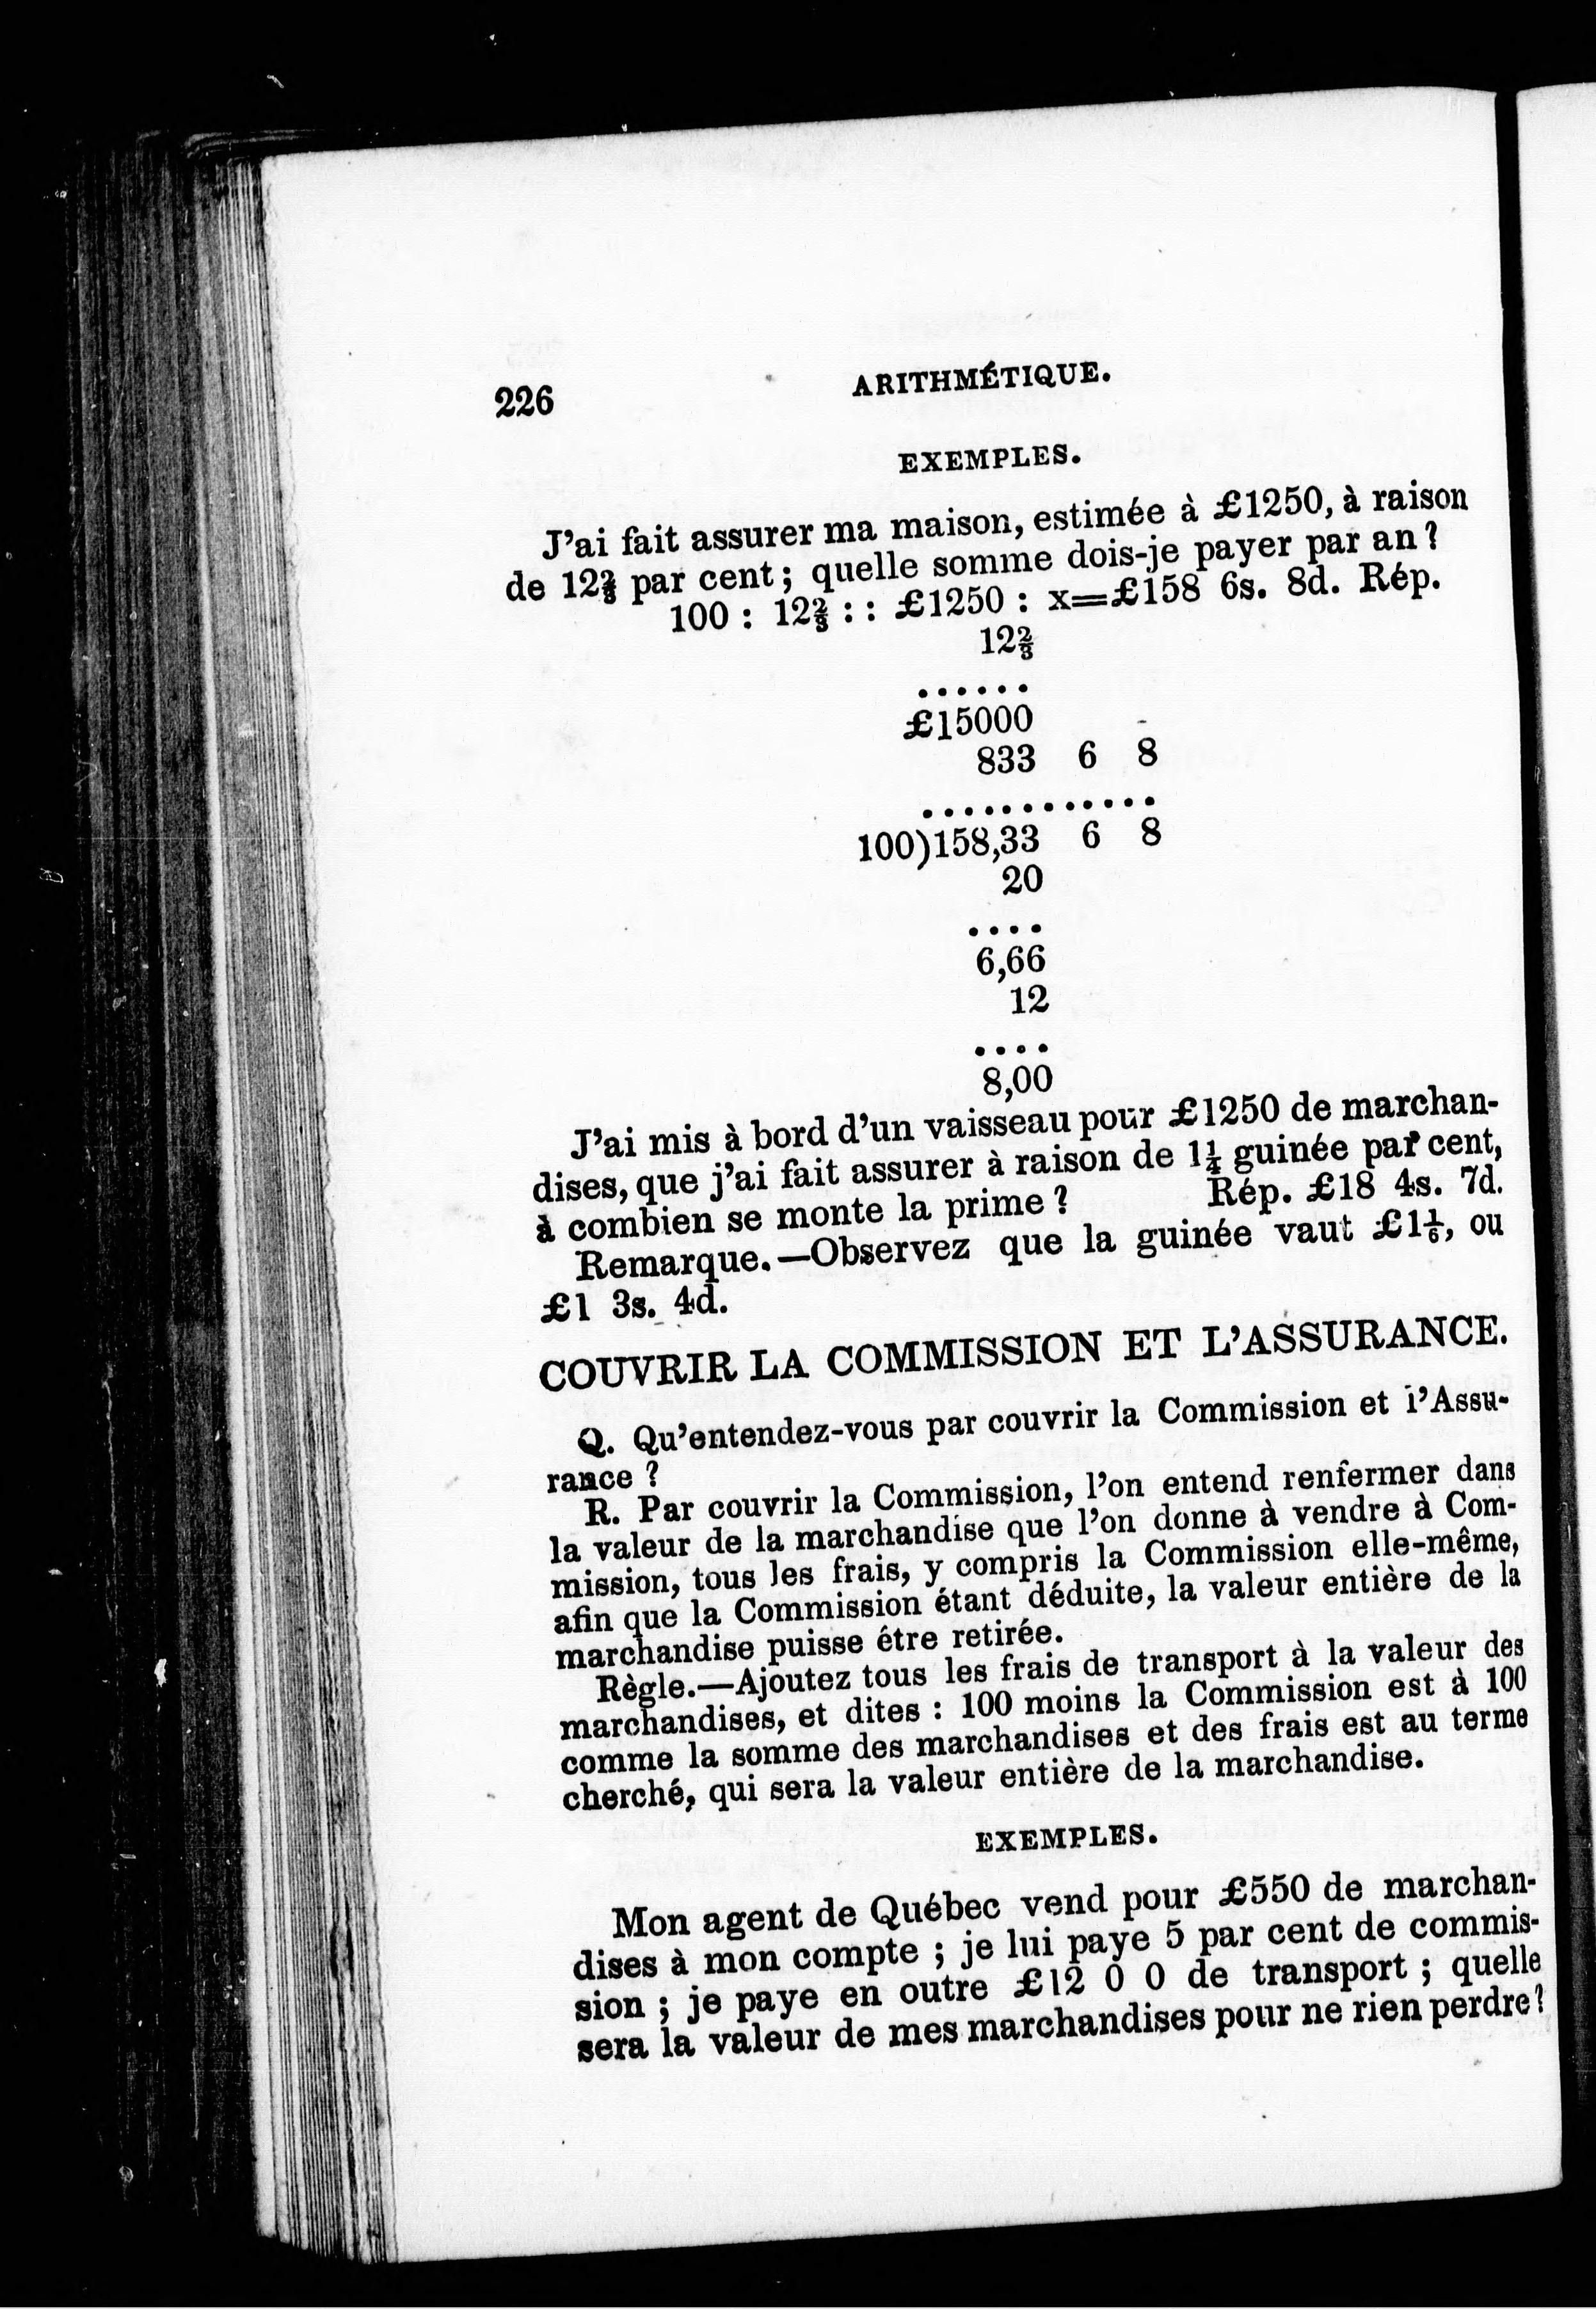 226 ARITHMÉTIQUE.
EXEMPLES.
J'ai fait assurer ma maison, estimée à £1250, à raison
de 12⅔ par cent; quelle somme dois-je payer par an?
100 : 12⅔ : : £1250 : x=£158 6s. 8d. Rép.
12⅔
......
£15000
833 6 8
............
100)158,33 6 8
20
....
6,66
12
....
8,00
J'ai mis à bord d'un vaisseau pour £1250 de marchan-
dises, que j'ai fait assurer à raison de 1¼ guinée par cent,
à combien se monte la prime? Rép. £18 4s. 7d.
Remarque.—Observez que la guinée vaut £1⅙, ou
£1 3s. 4d.
COUVRIR LA COMMISSION ET L'ASSURANCE.
Q. Qu'entendez-vous par couvrir la Commission et l'Assu-
rance ?
R. Par couvrir la Commission, l'on entend renfermer dans
la valeur de la marchandise que l'on donne à vendre à Com-
mission, tous les frais, y compris la Commission elle-même,
afin que la Commission étant déduite, la valeur entière de la
marchandise puisse étre retirée.
Règle.—Ajoutez tous les frais de transport à la valeur des
marchandises, et dites : 100 moins la Commission est à 100
comme la somme des marchandises et des frais est au terme
cherché, qui sera la valeur entière de la marchandise.
EXEMPLES.
Mon agent de Québec vend pour £550 de marchan-
dises à mon compte ; je lui paye 5 par cent de commis-
sion ; je paye en outre £12 0 0 de transport ; quelle
sera la valeur de mes marchandises pour ne rien perdre?